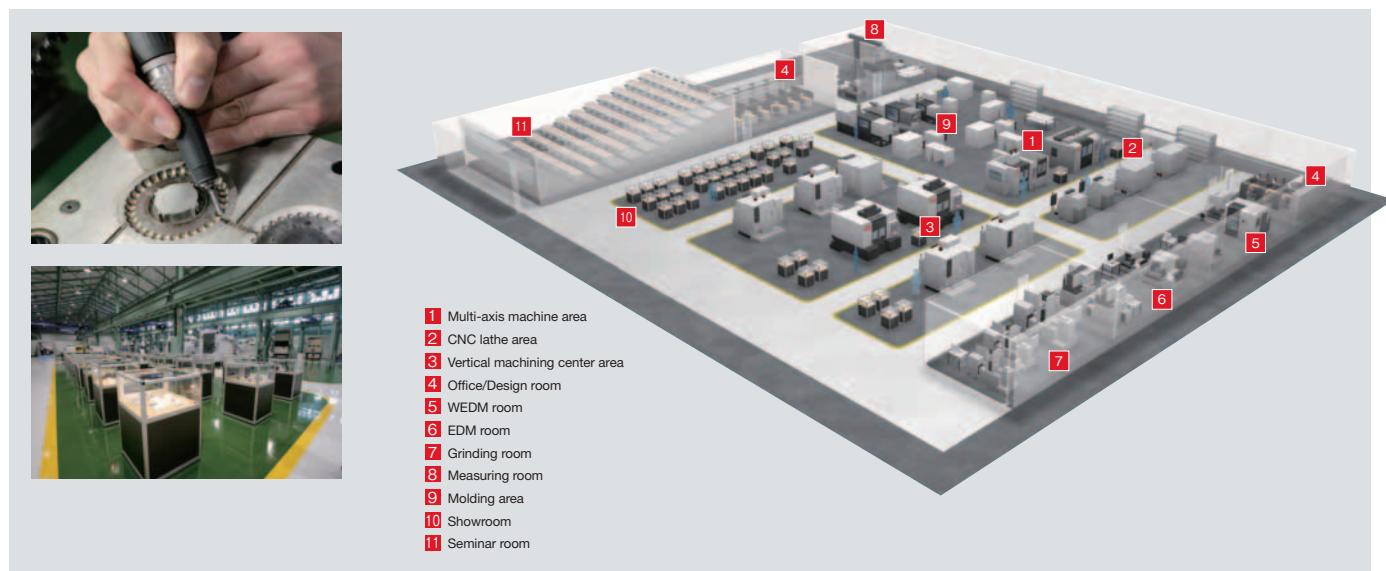 8
4
11
9
1
2
4
10
3
5
6
7
1 Multi-axis machine area
2 CNC lathe area
3 Vertical machining center area
4 Office/Design room
5 WEDM room
6 EDM room
7 Grinding room
8 Measuring room
9 Molding area
10 Showroom
11 Seminar room